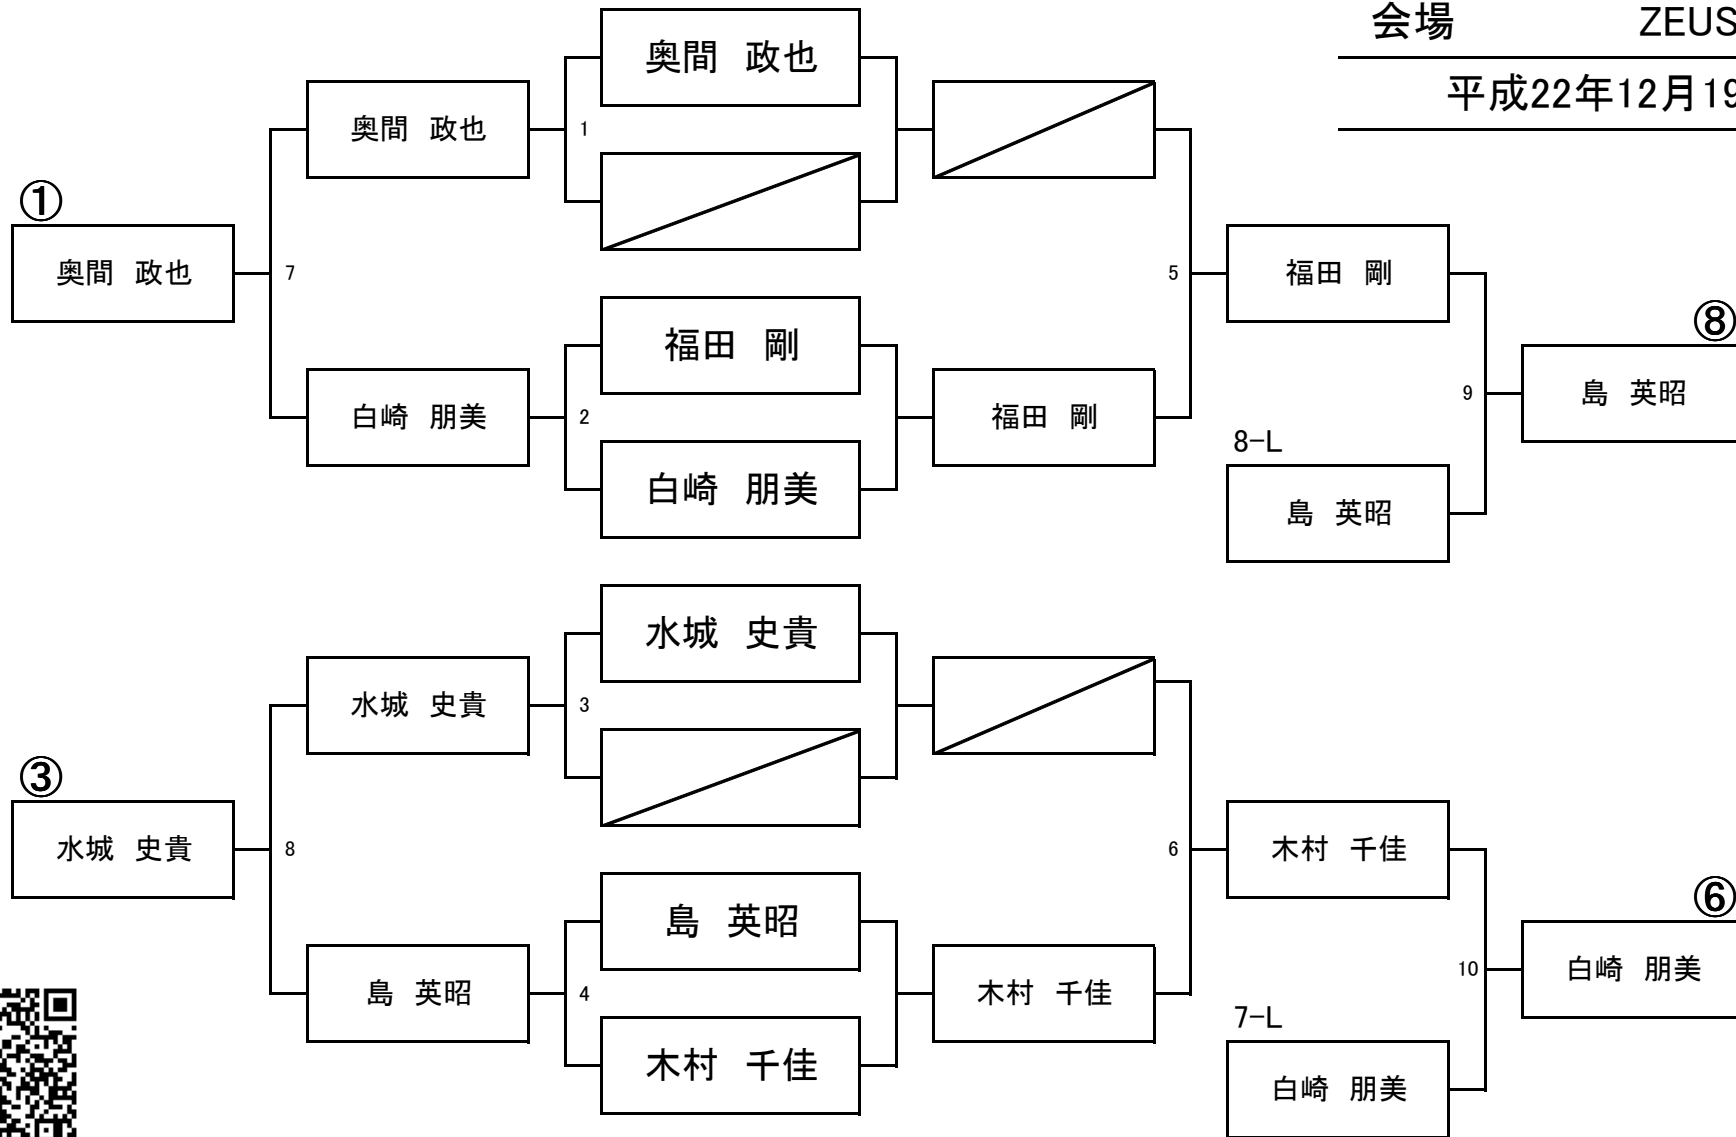 会場 ZEUS
平成22年12月19
奥間 政也
奥間 政也
1
①
奥間 政也
7
5
福田 剛
福田 剛
⑧
白崎 朋美
2
福田 剛
9
島 英昭
8-L
白崎 朋美
島 英昭
水城 史貴
水城 史貴
3
③
水城 史貴
8
6
木村 千佳
島 英昭
⑥
島 英昭
4
木村 千佳
10
白崎 朋美
7-L
木村 千佳
白崎 朋美